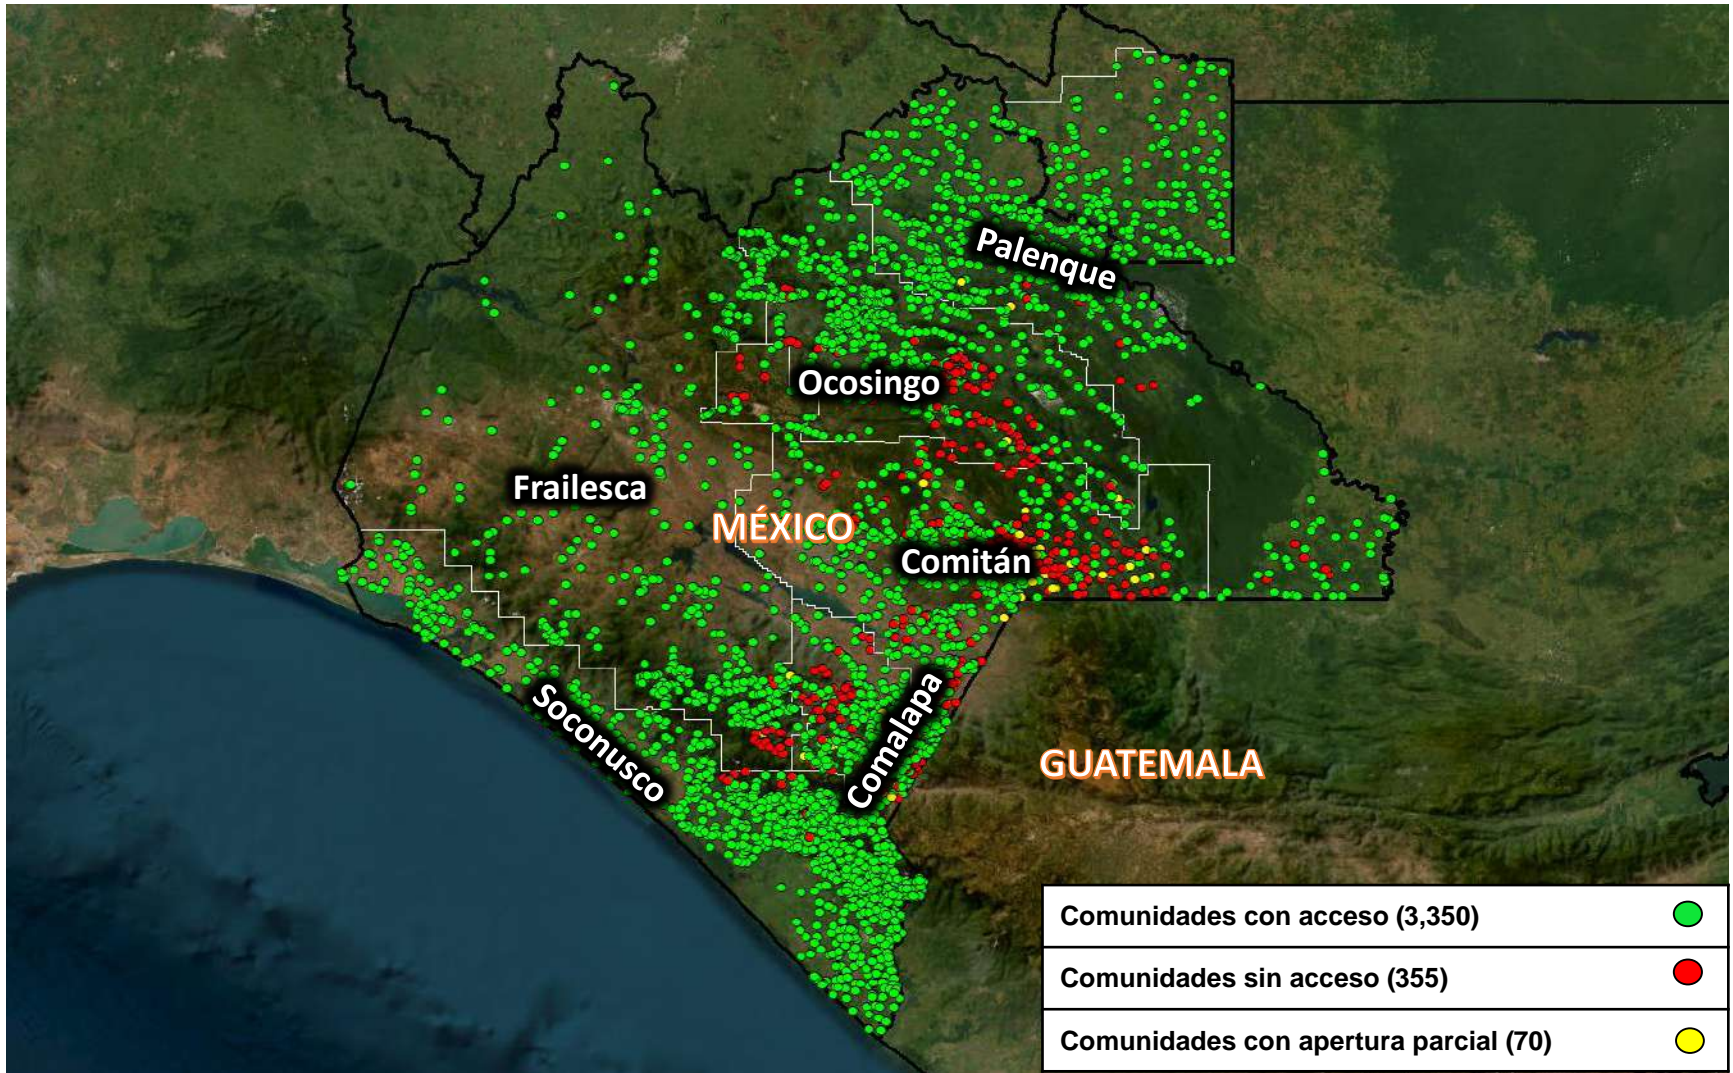 Palenque
Ocosingo
Frailesca
MÉXICO
Comitán
Soconusco
Comalapa
GUATEMALA
Comunidades con acceso (3,350)
Comunidades sin acceso (355)
Comunidades con apertura parcial (70)